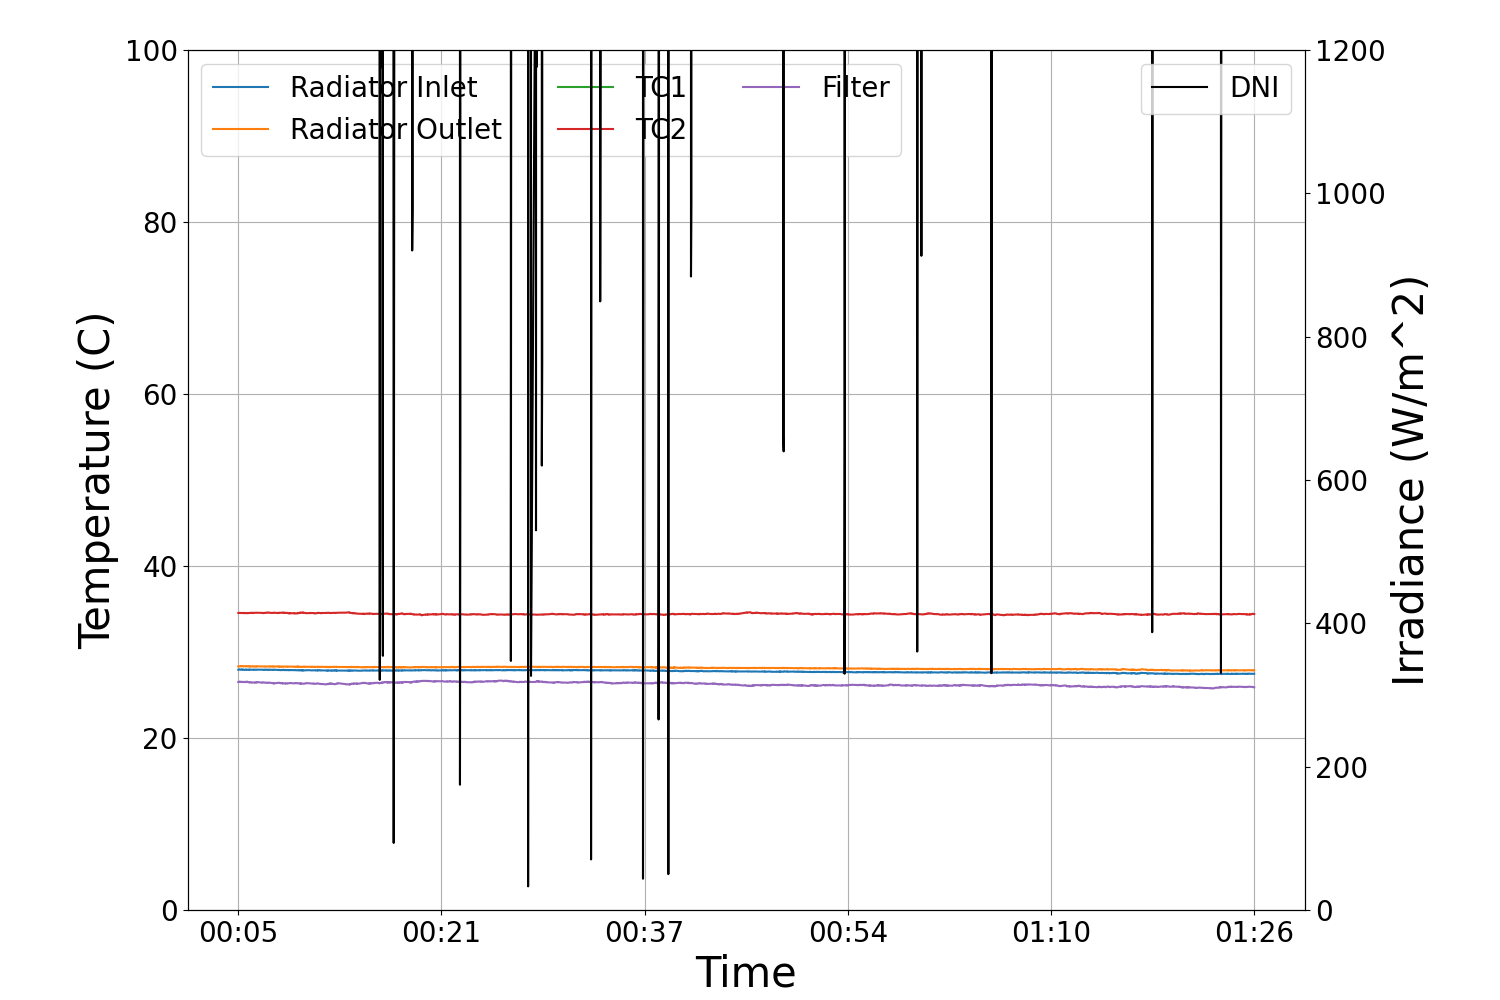 100
80
60
40
20
0
Temperature (C)
Radiator Inlet
Radiator Outlet
TC1
TC2
Filter
DNI
1200
1000
800
600
400
200
0
Irradiance (W/m^2)
00:05 00:21 00:37 00:54 01:10 01:26
Time